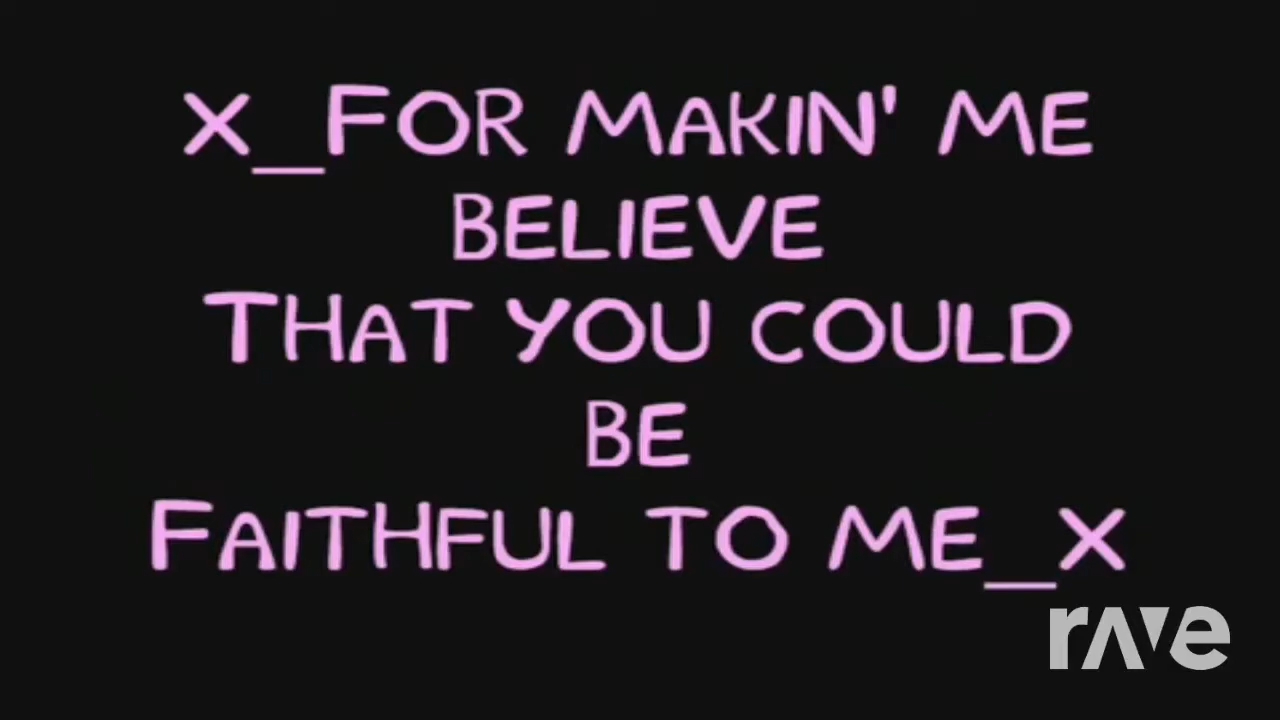 X_FOR MAKIN' ME
BELIEVE
THAT YOU COULD
BE
FAITHFUL TO ME_X
rave